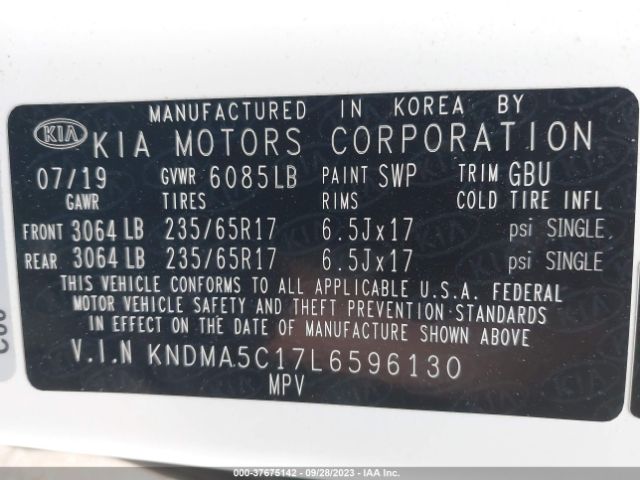 MANUFACTURED IN KOREA BY
KIA KIA MOTORS CORPORATION
07/19 GVWR 6085LB PAINT SWP TRIM GBU
GAWR TIRES RIMS COLD TIRE INFL
FRONT 3064 LB 235/65R17 6.5Jx17 psi SINGLE
REAR 3064 LB 235/65R17 6.5Jx17 psi SINGLE
THIS VEHICLE CONFORMS TO ALL APPLICABLE U.S.A. FEDERAL
MOTOR VEHICLE SAFETY AND THEFT PREVENTION STANDARDS
IN EFFECT ON THE DATE OF MANUFACTURE SHOWN ABOVE
V.I.N KNDMA5C17L6596130
MPV
000-37675142 - 09/28/2023 - IAA Inc.